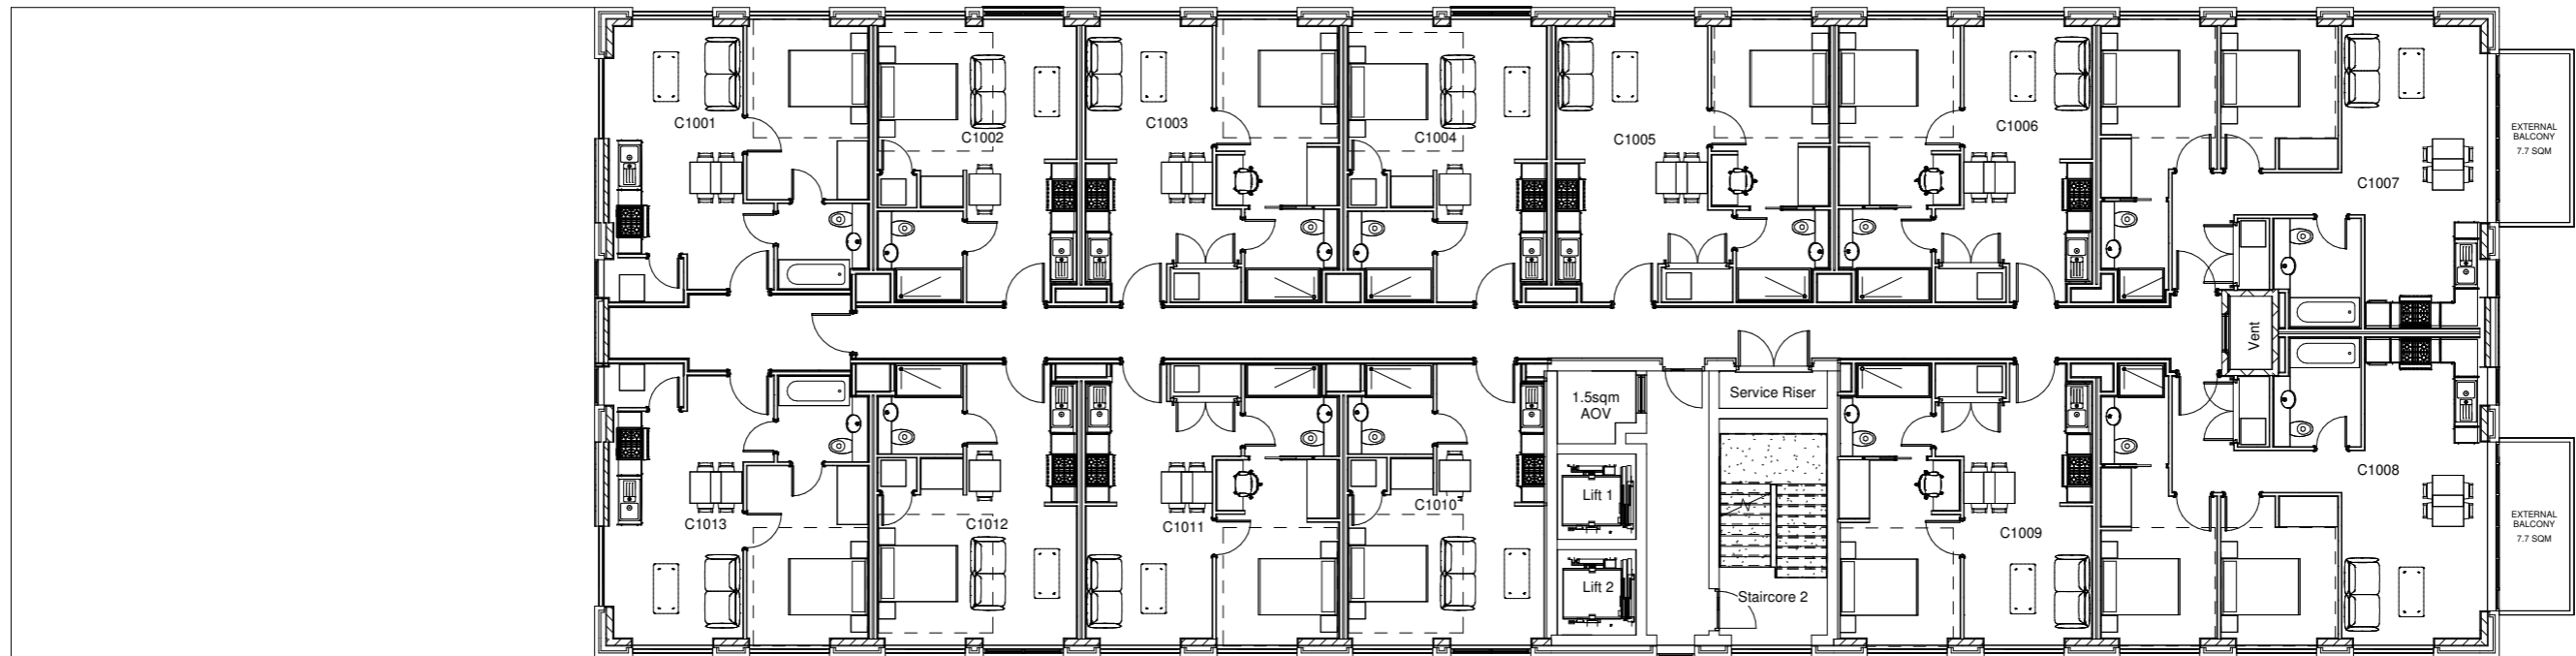 C1001
C1002
C1003
C1004
C1005
C1006
C1007
EXTERNAL
BALCONY
7.7 SQM
Vent
1.5sqm
AOV
Service Riser
Lift 1
Lift 2
Staircore 2
C1013
C1012
C1011
C1010
C1009
C1008
EXTERNAL
BALCONY
7.7 SQM